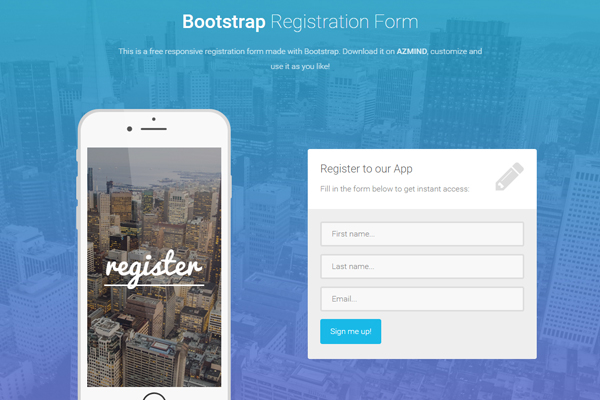 Bootstrap Registration Form
This is a free responsive registration form made with Bootstrap. Download it on AZMIND, customize and
use it as you like!
register
Register to our App
Fill in the form below to get instant access:
First name...
Last name...
Email...
Sign me up!